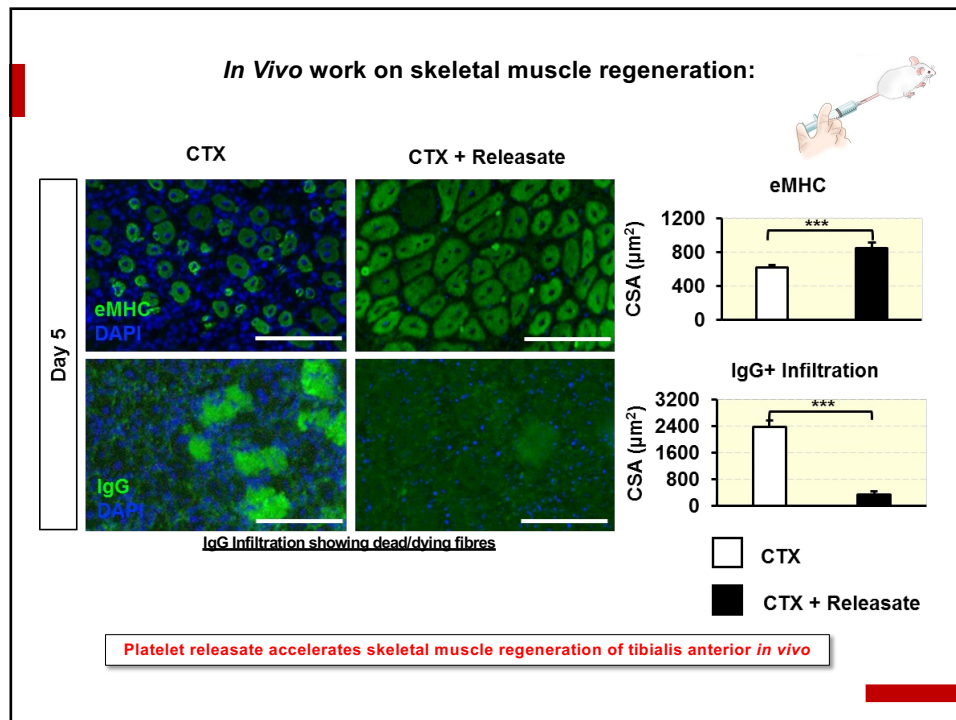 In Vivo work on skeletal muscle regeneration:
CTX
CTX + Releasate
Day 5
eMHC
DAPI
IgG
DAPI
IgG Infiltration showing dead/dying fibres
eMHC
CSA (µm²)
1200
800
400
0
***
IgG+ Infiltration
CSA (µm²)
3200
2400
1600
800
0
***
CTX
CTX + Releasate
Platelet releasate accelerates skeletal muscle regeneration of tibialis anterior in vivo